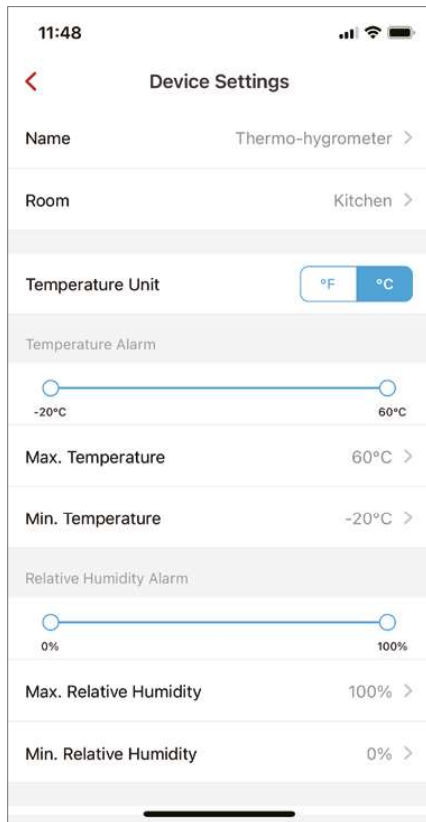 11:48
Device Settings
Name Thermo-hygrometer
Room Kitchen
Temperature Unit °F °C
Temperature Alarm
-20°C 60°C
Max. Temperature 60°C
Min. Temperature -20°C
Relative Humidity Alarm
0% 100%
Max. Relative Humidity 100%
Min. Relative Humidity 0%